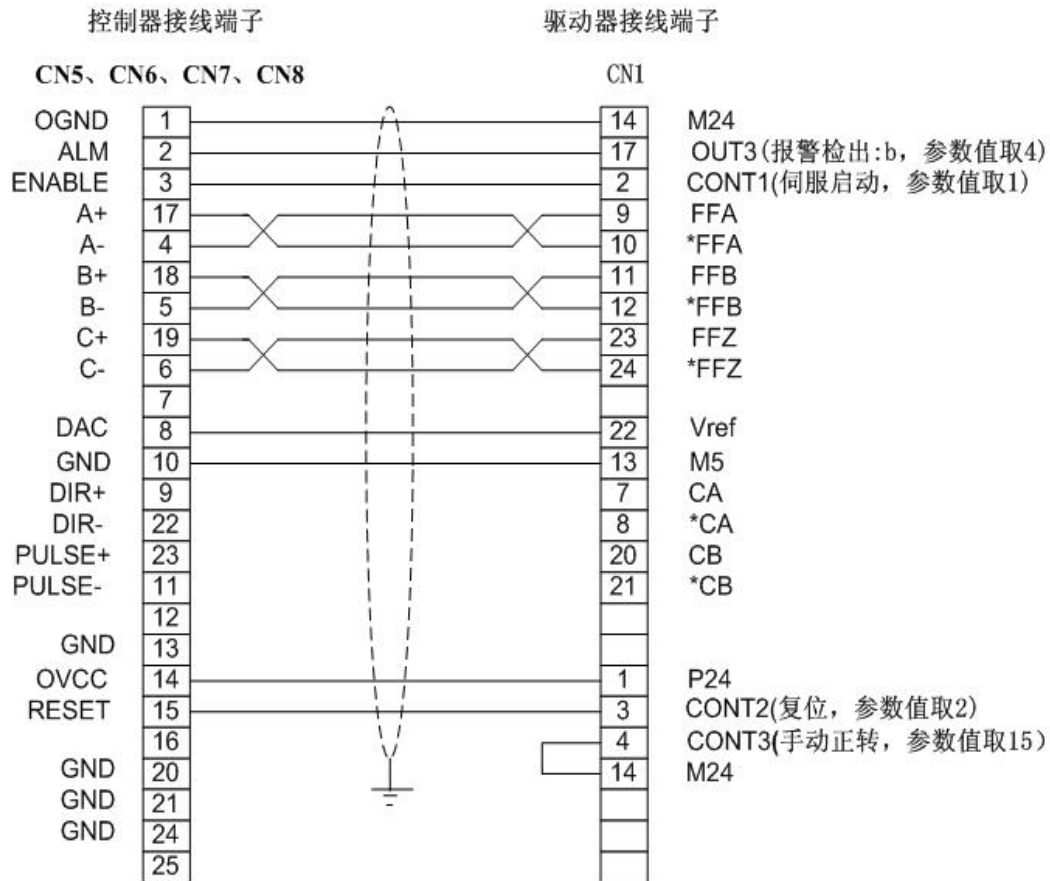 控制器接线端子 驱动器接线端子
CN5、CN6、CN7、CN8 CN1
OGND 1 14 M24
ALM 2 17 OUT3(报警检出:b，参数值取4)
ENABLE 3 2 CONT1(伺服启动，参数值取1)
A+ 17 9 FFA
A- 4 10 *FFA
B+ 18 11 FFB
B- 5 12 *FFB
C+ 19 23 FFZ
C- 6 24 *FFZ
7
DAC 8 22 Vref
GND 10 13 M5
DIR+ 9 7 CA
DIR- 22 8 *CA
PULSE+ 23 20 CB
PULSE- 11 21 *CB
12
GND 13
OVCC 14 1 P24
RESET 15 3 CONT2(复位，参数值取2)
16 4 CONT3(手动正转，参数值取15)
GND 20 14 M24
GND 21
GND 24
25